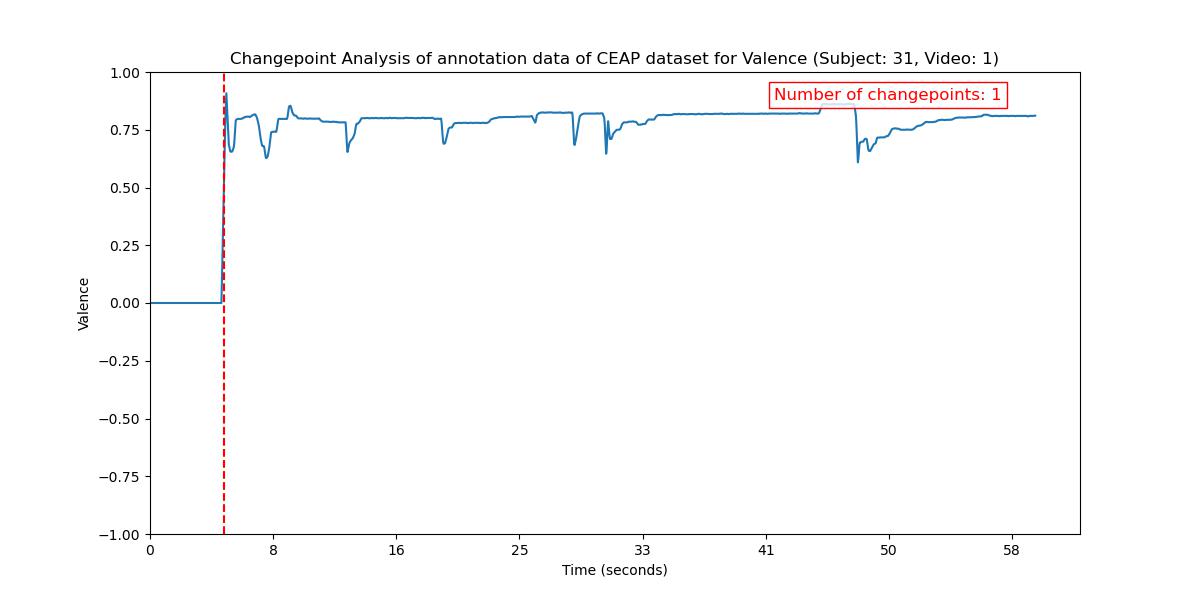 Changepoint Analysis of annotation data of CEAP dataset for Valence (Subject: 31, Video: 1)
1.00
Number of changepoints: 1
0.75
0.50
0.25
0.00
Valence
−0.25
−0.50
−0.75
−1.00
0 8 16 25 33 41 50 58
Time (seconds)